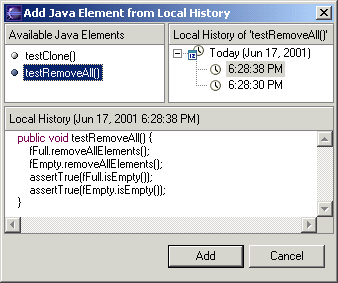 Add Java Element from Local History
Available Java Elements
testClone()
testRemoveAll()
Local History of 'testRemoveAll()'
Today (Jun 17, 2001)
6:28:38 PM
6:28:30 PM
Local History (Jun 17, 2001 6:28:38 PM)
public void testRemoveAll() {
fFull.removeAllElements();
fEmpty.removeAllElements();
assertTrue(fFull.isEmpty());
assertTrue(fEmpty.isEmpty());
}
Add
Cancel